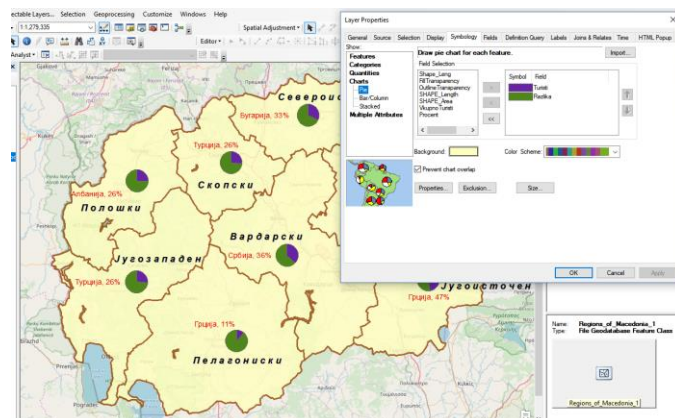 ectable Layers... Selection Geoprocessing Customize Windows Help
1:1,279,335
Spatial Adjustment
Editor
Analyst
Североис
Бугарија, 33%
Турција, 26%
Скопски
Албанија, 26%
Полошки
Вардарски
Југозападен
Србија, 36%
Турција, 26%
Југоисточен
Грција, 47%
Грција, 11%
Пелагониски
Layer Properties
General Source Selection Display Symbology Fields Definition Query Labels Joins & Relates Time HTML Popup
Show:
Features
Categories
Quantities
Charts
Pie
Bar/Column
Stacked
Multiple Attributes
Draw pie chart for each feature.
Import...
Field Selection
Shape_Leng
FillTransparency
OutlineTransparency
SHAPE_Length
SHAPE_Area
VkupnoTuristi
Procent
Symbol Field
Turisti
Razlika
Background:
Color Scheme:
Prevent chart overlap
Properties... Exclusion... Size...
OK Cancel Apply
Name: Regions_of_Macedonia_1
Type: File Geodatabase Feature Class
Regions_of_Macedonia_1